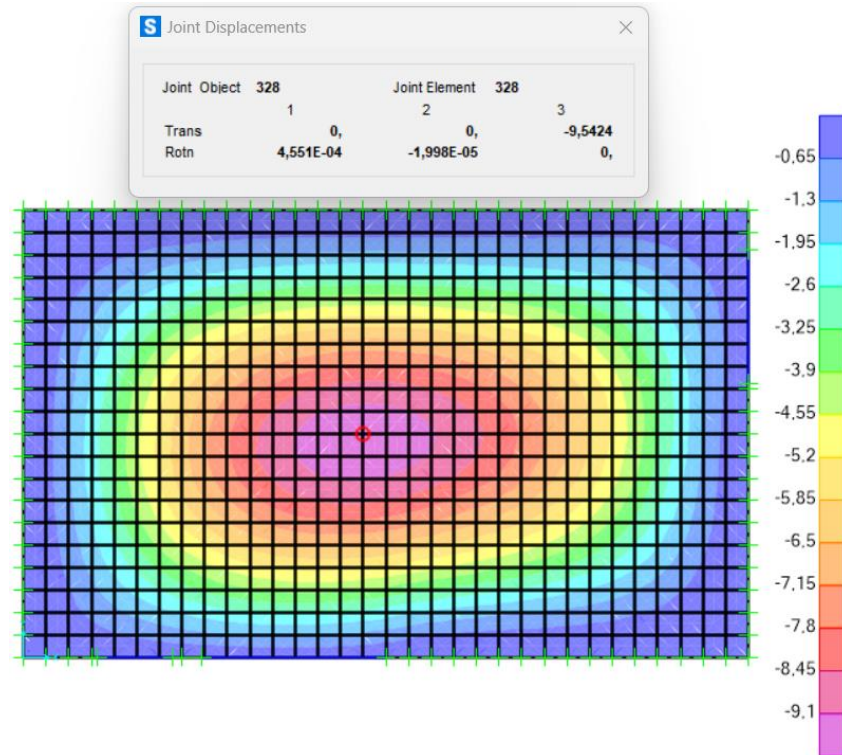 S Joint Displacements
Joint Object 328 Joint Element 328
1 2 3
Trans 0, 0, -9,5424
Rotn 4,551E-04 -1,998E-05 0,
-0.65
-1.3
-1.95
-2.6
-3.25
-3.9
-4.55
-5.2
-5.85
-6.5
-7.15
-7.8
-8.45
-9.1